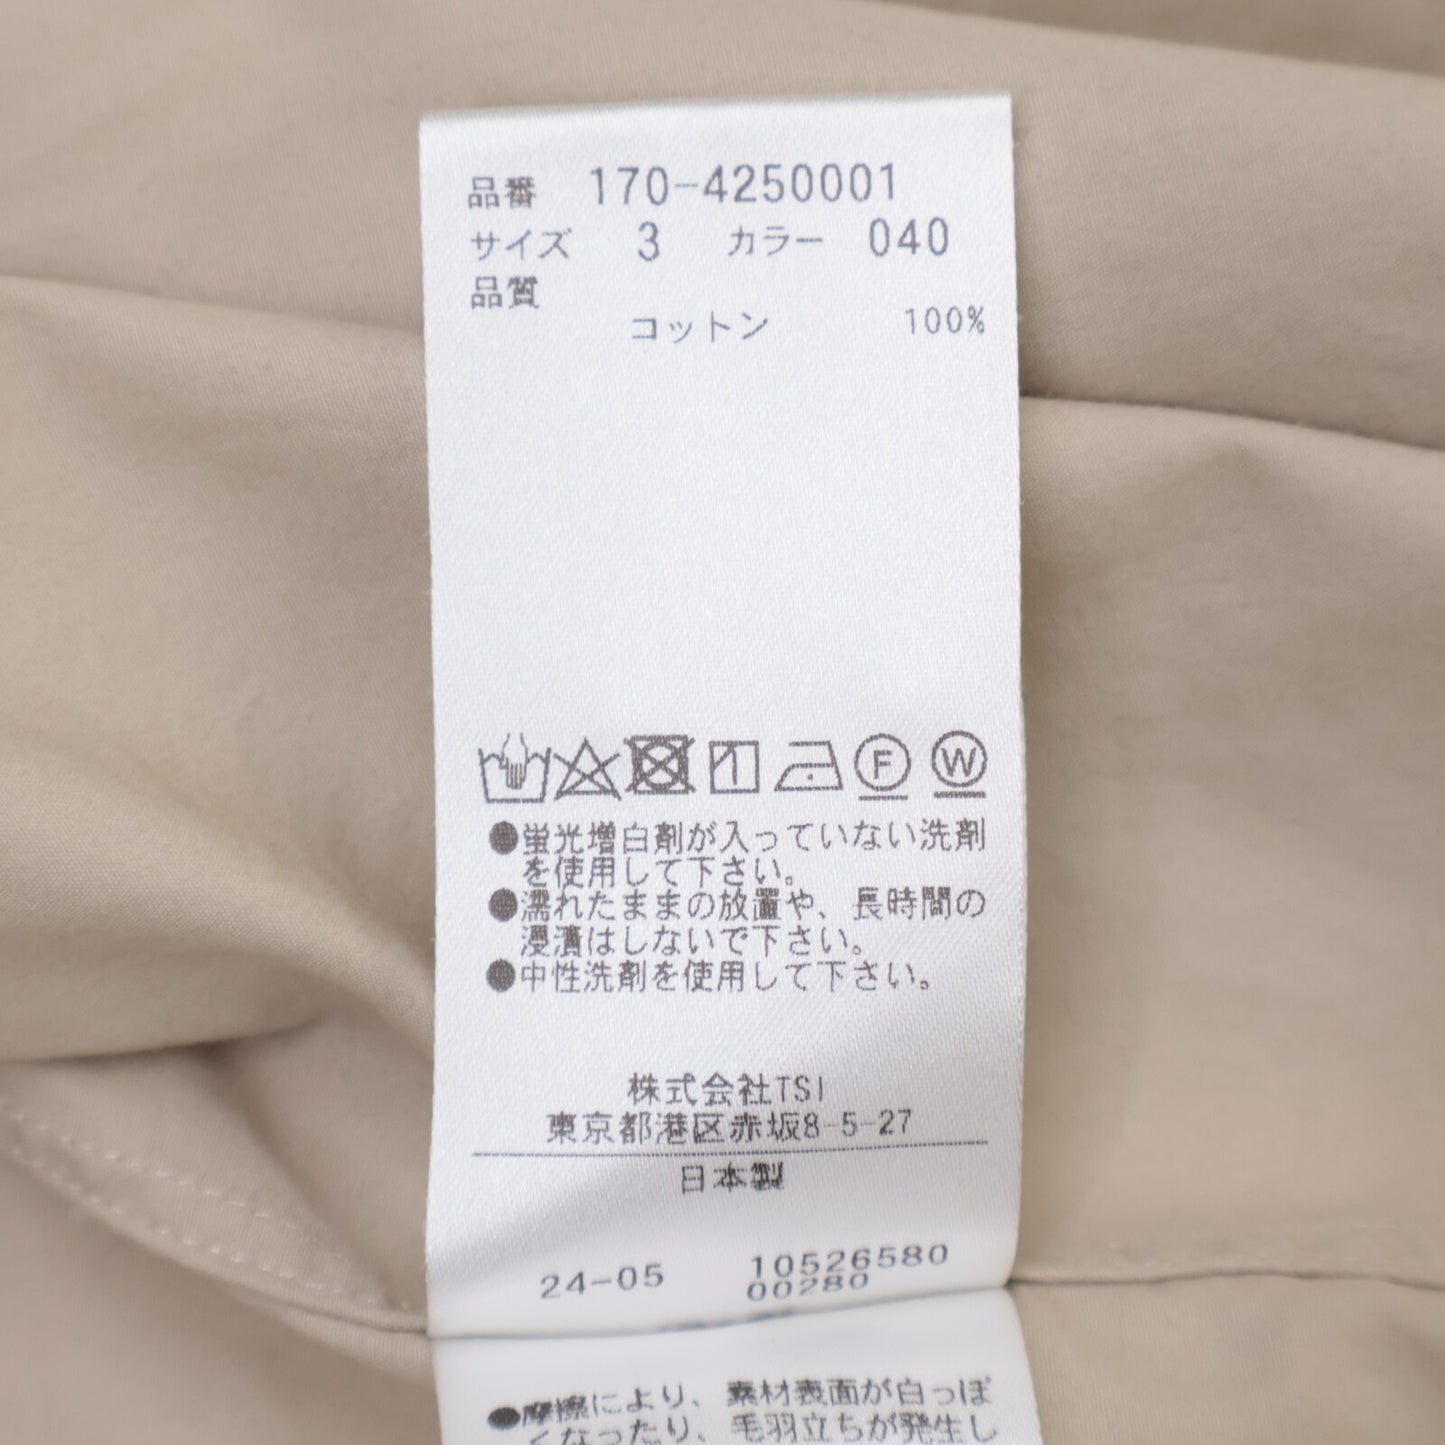 品番 170-4250001
サイズ 3 カラー 040
品質
コットン 100%
F W
●蛍光増白剤が入っていない洗剤
を使用して下さい。
●濡れたままの放置や、長時間の
浸漬はしないで下さい。
●中性洗剤を使用して下さい。
株式会社TSI
東京都港区赤坂8-5-27
日本製
24-05 10526580
00280
●摩擦により、素材表面が白っぽ
くなったり、毛羽立ちが発生し